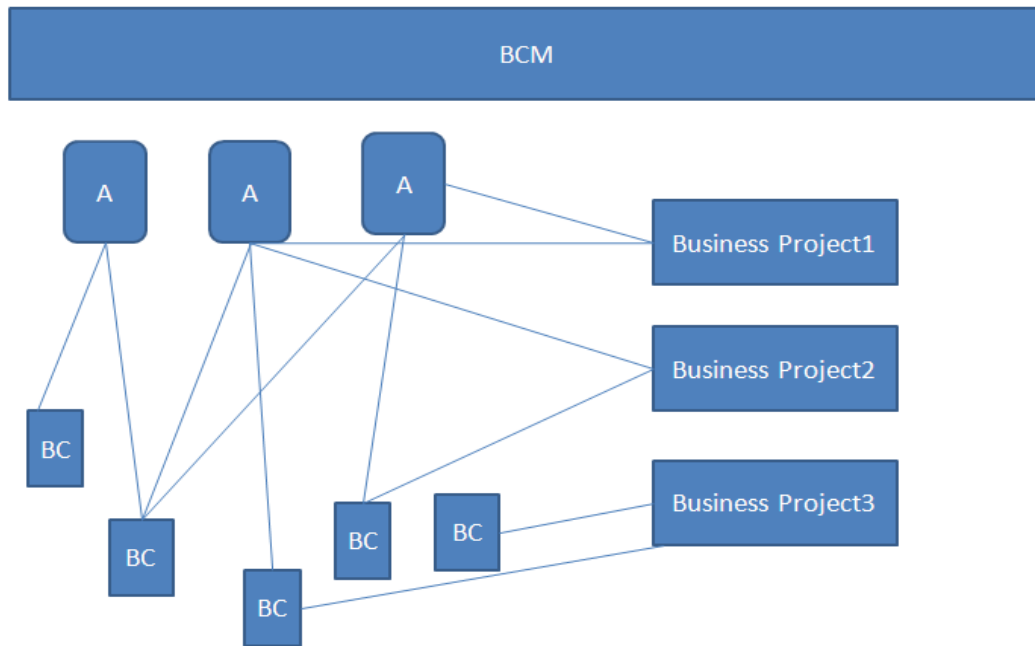 BCM
A
A
A
Business Project1
Business Project2
BC
Business Project3
BC
BC
BC
BC